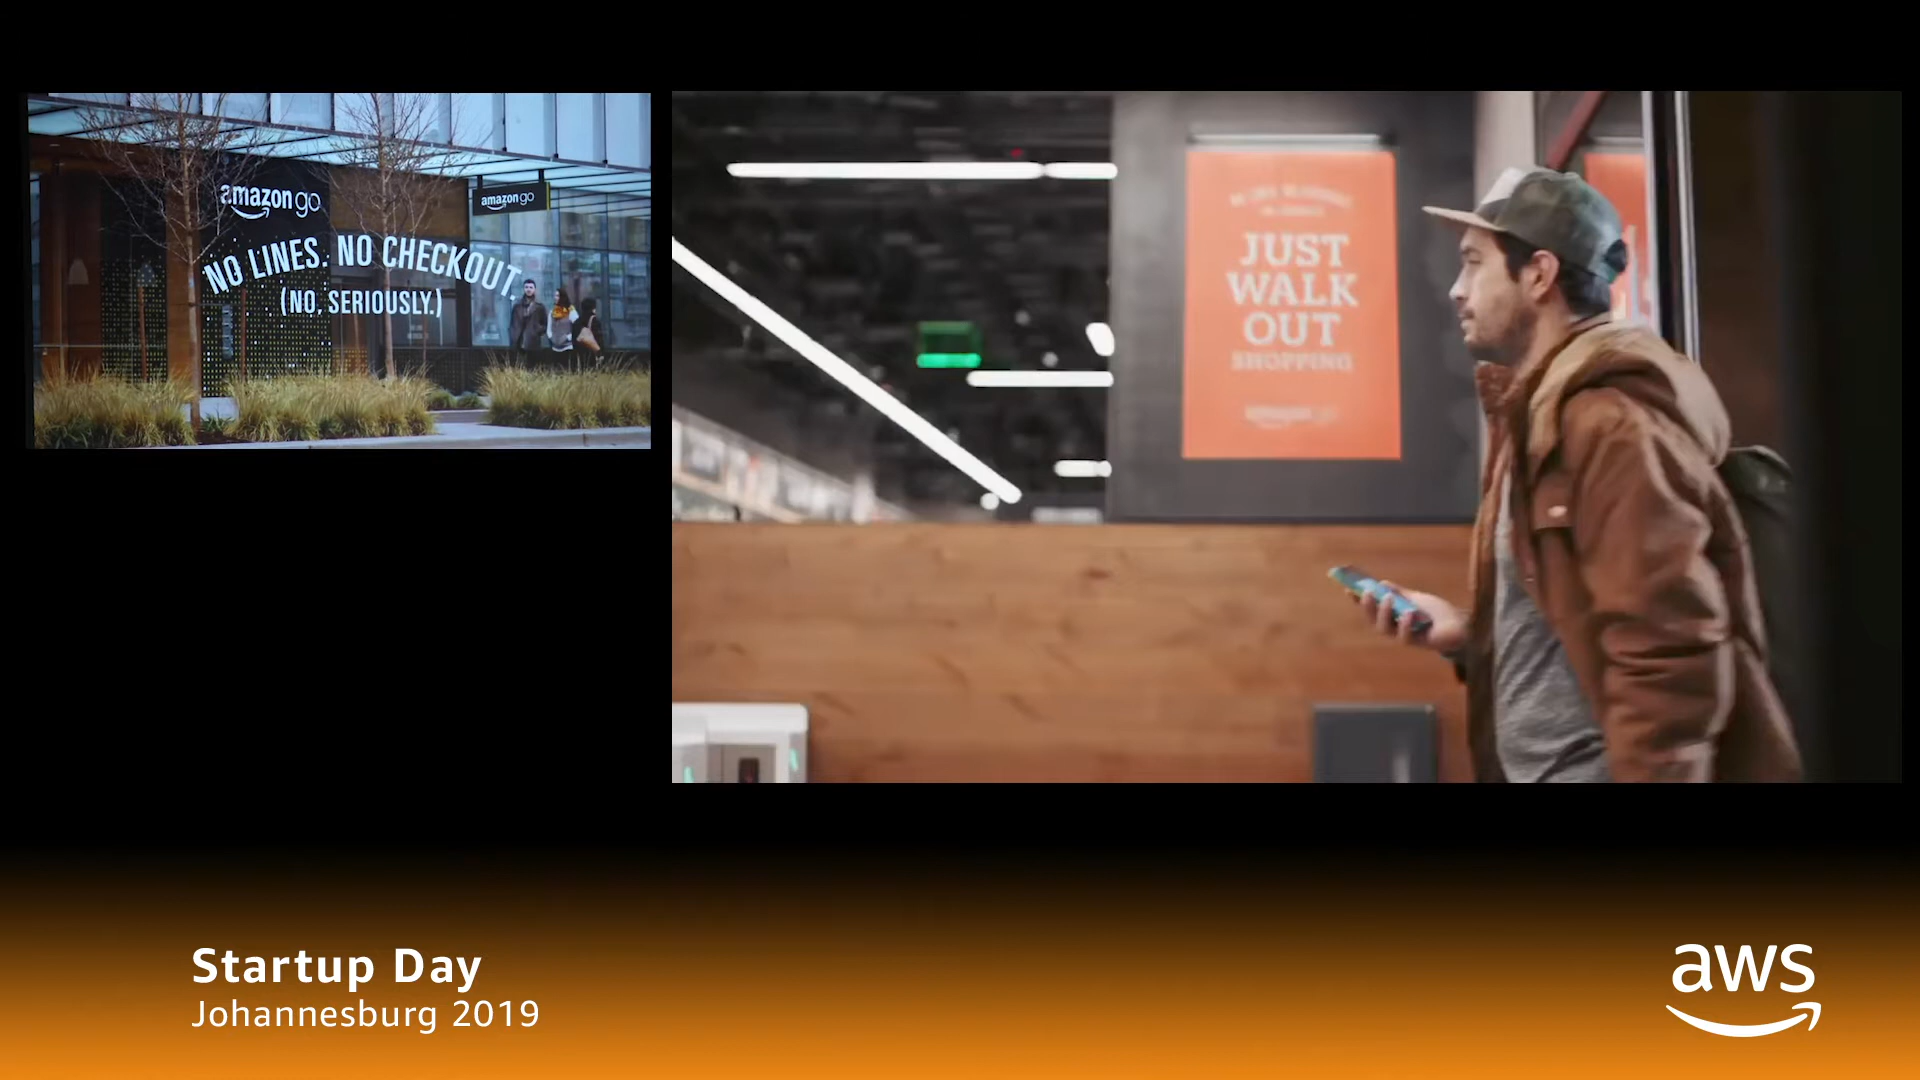 amazon go
amazon go
NO LINES. NO CHECKOUT.
(NO, SERIOUSLY.)
JUST
WALK
OUT
SHOPPING
Startup Day
Johannesburg 2019
aws